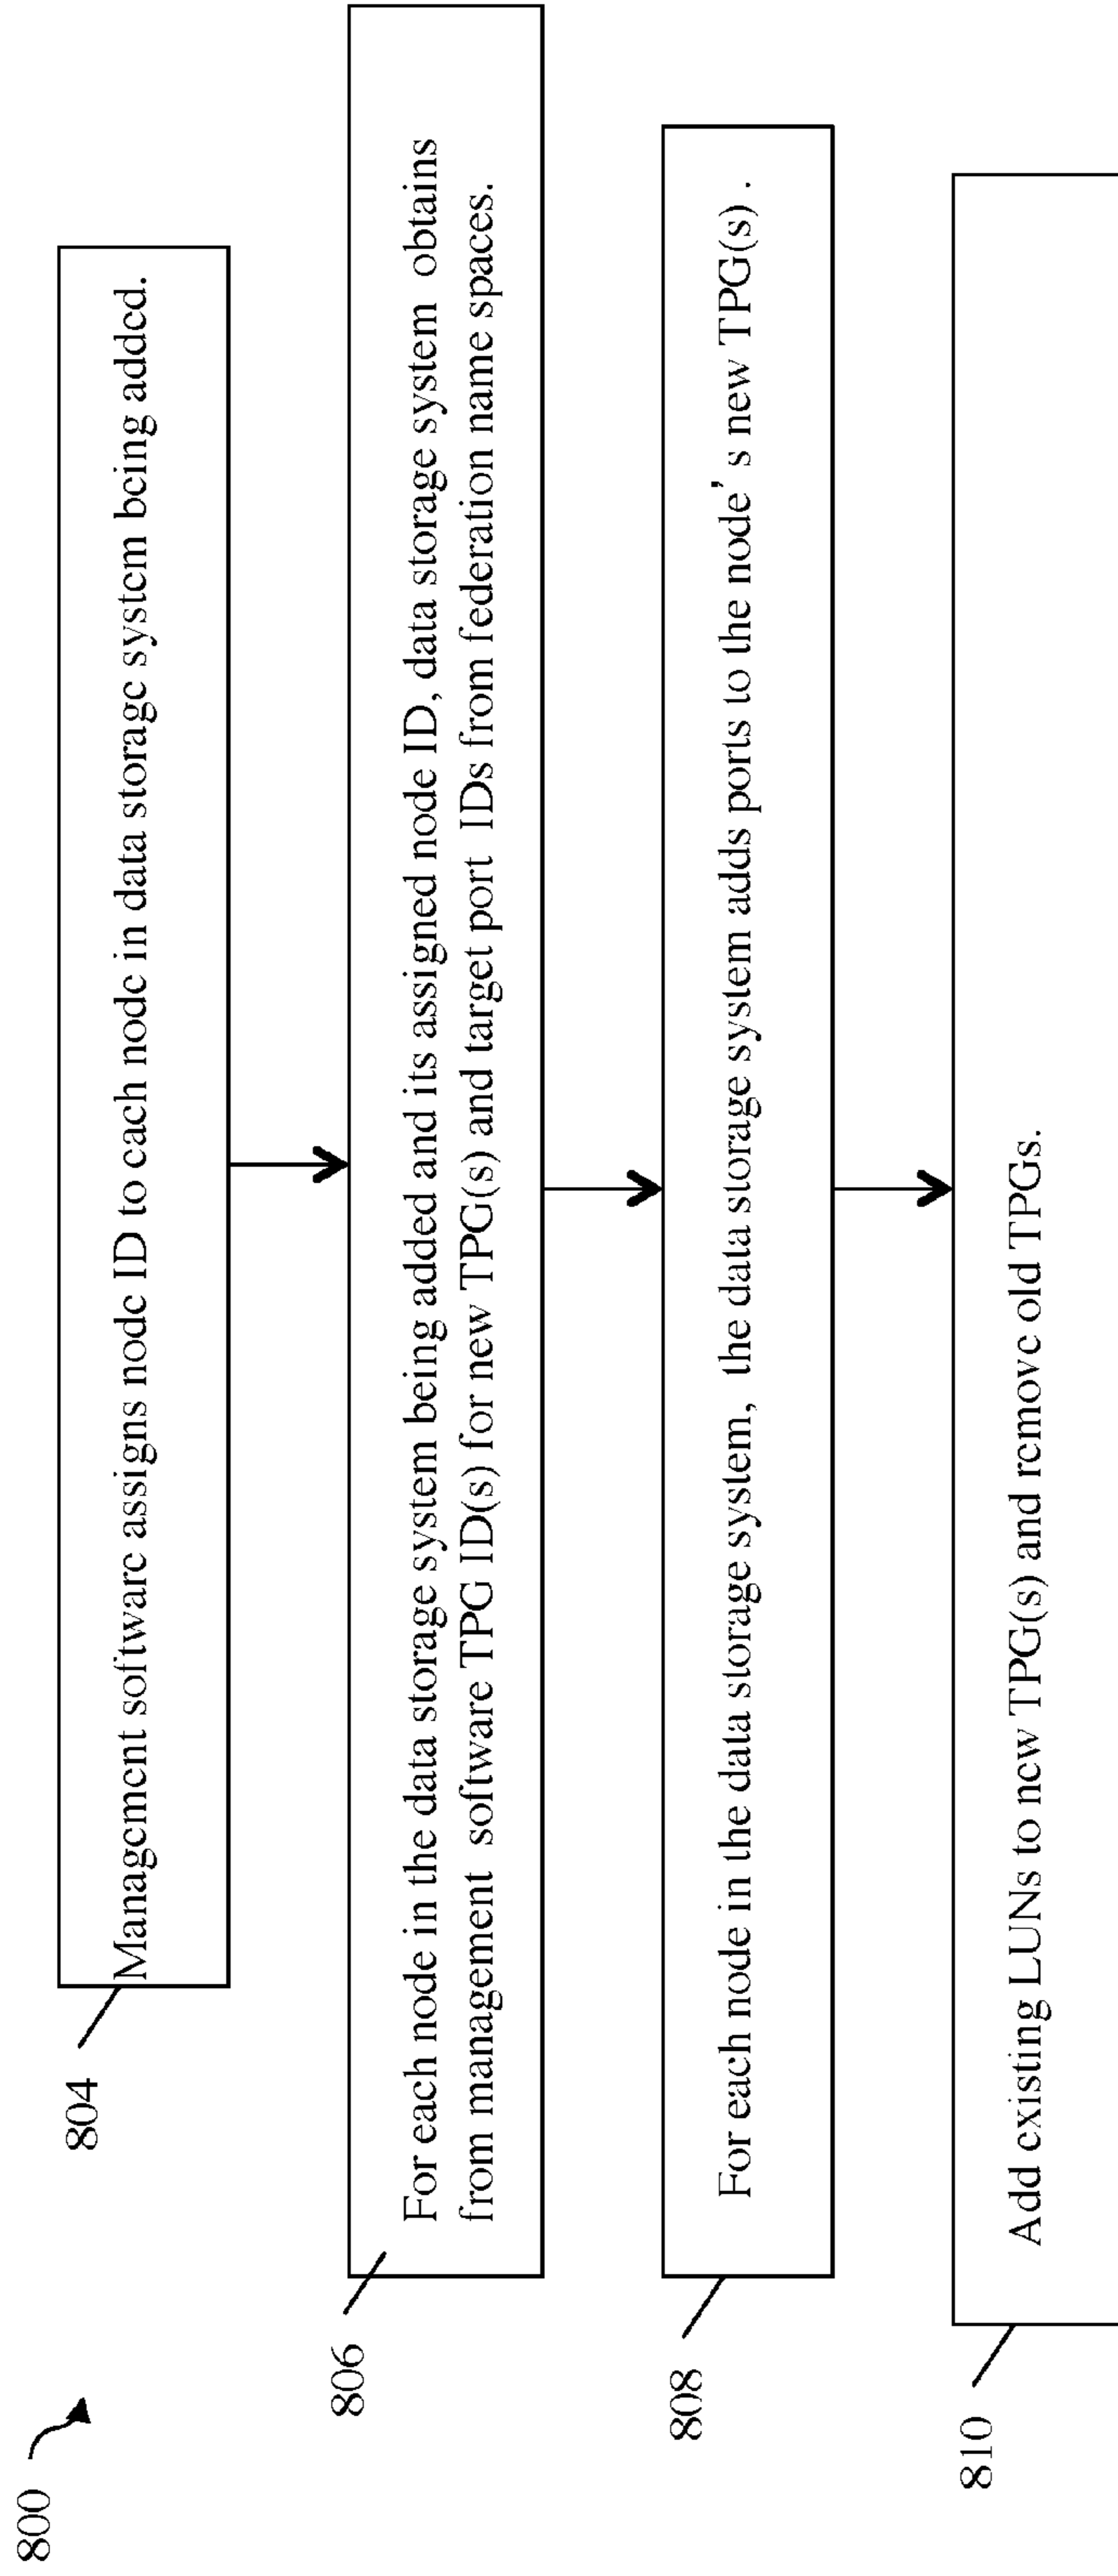 800
804
Management software assigns node ID to each node in data storage system being added.
806
For each node in the data storage system being added and its assigned node ID, data storage system obtains
from management software TPG ID(s) for new TPG(s) and target port IDs from federation name spaces.
808
For each node in the data storage system, the data storage system adds ports to the node's new TPG(s).
810
Add existing LUNs to new TPG(s) and remove old TPGs.